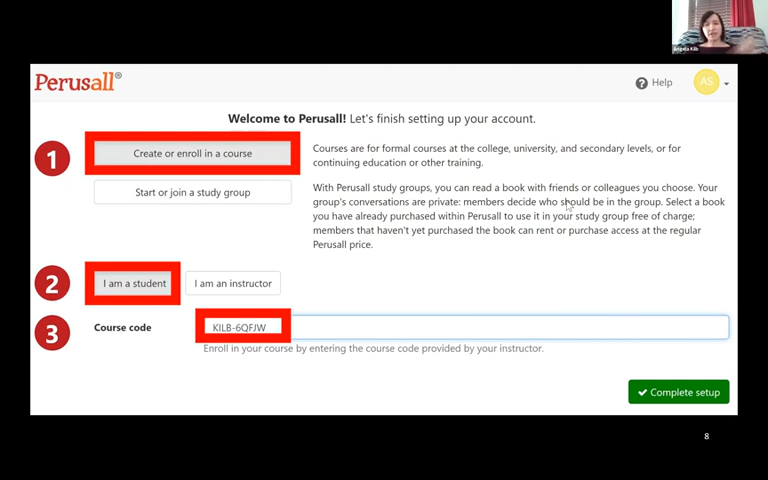 Angela Kilb
Perusall®
Help
AS
Welcome to Perusall! Let's finish setting up your account.
1
Create or enroll in a course
Courses are for formal courses at the college, university, and secondary levels, or for
continuing education or other training.
Start or join a study group
With Perusall study groups, you can read a book with friends or colleagues you choose. Your
group's conversations are private: members decide who should be in the group. Select a book
you have already purchased within Perusall to use it in your study group free of charge;
members that haven't yet purchased the book can rent or purchase access at the regular
Perusall price.
2
I am a student
I am an instructor
3
Course code
KILB-6QFJW
Enroll in your course by entering the course code provided by your instructor.
Complete setup
8